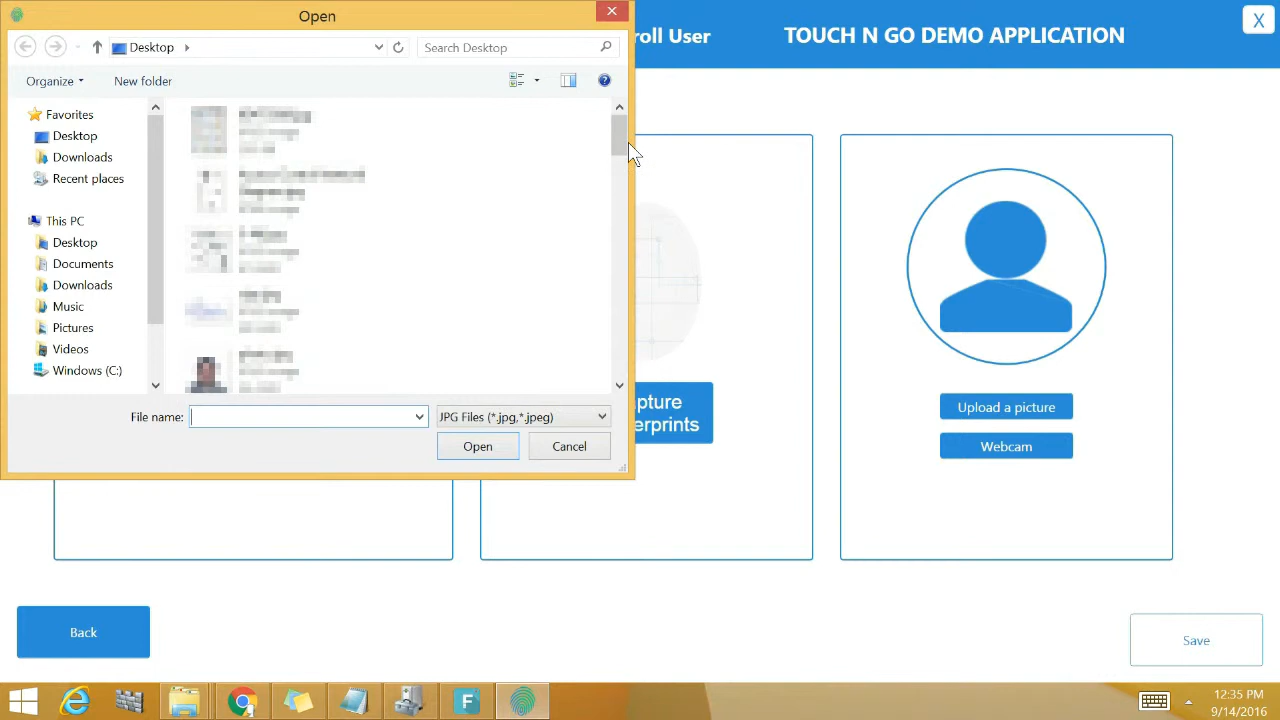 Open
roll User
TOUCH N GO DEMO APPLICATION
X
Desktop
Search Desktop
Organize
New folder
Favorites
Desktop
Downloads
Recent places
This PC
Desktop
Documents
Downloads
Music
Pictures
Videos
Windows (C:)
File name:
JPG Files (*.jpg,*.jpeg)
Open
Cancel
pture
erprints
Upload a picture
Webcam
Back
Save
F
12:35 PM
9/14/2016